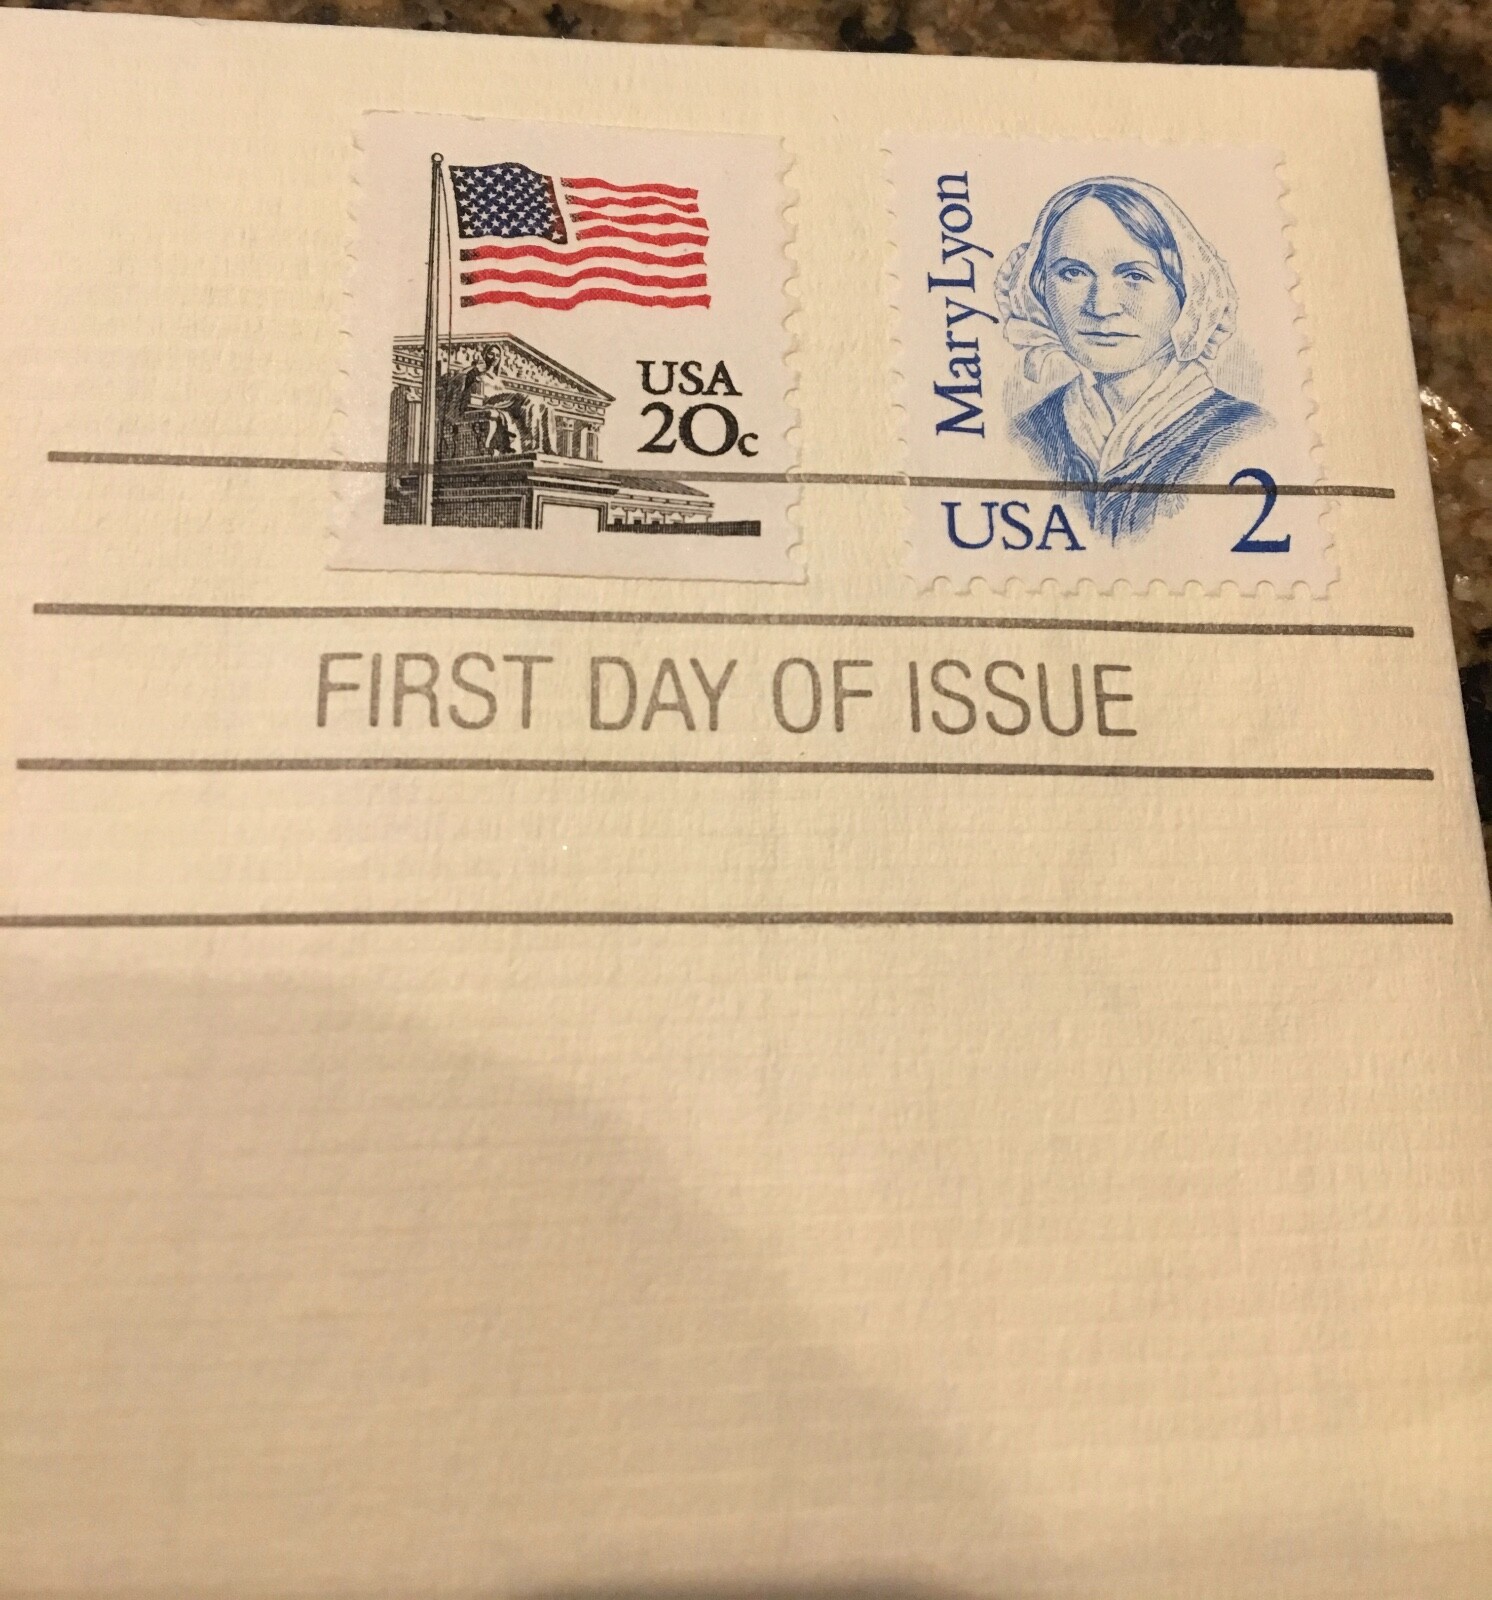 USA
20c
Mary Lyon
USA 2
FIRST DAY OF ISSUE